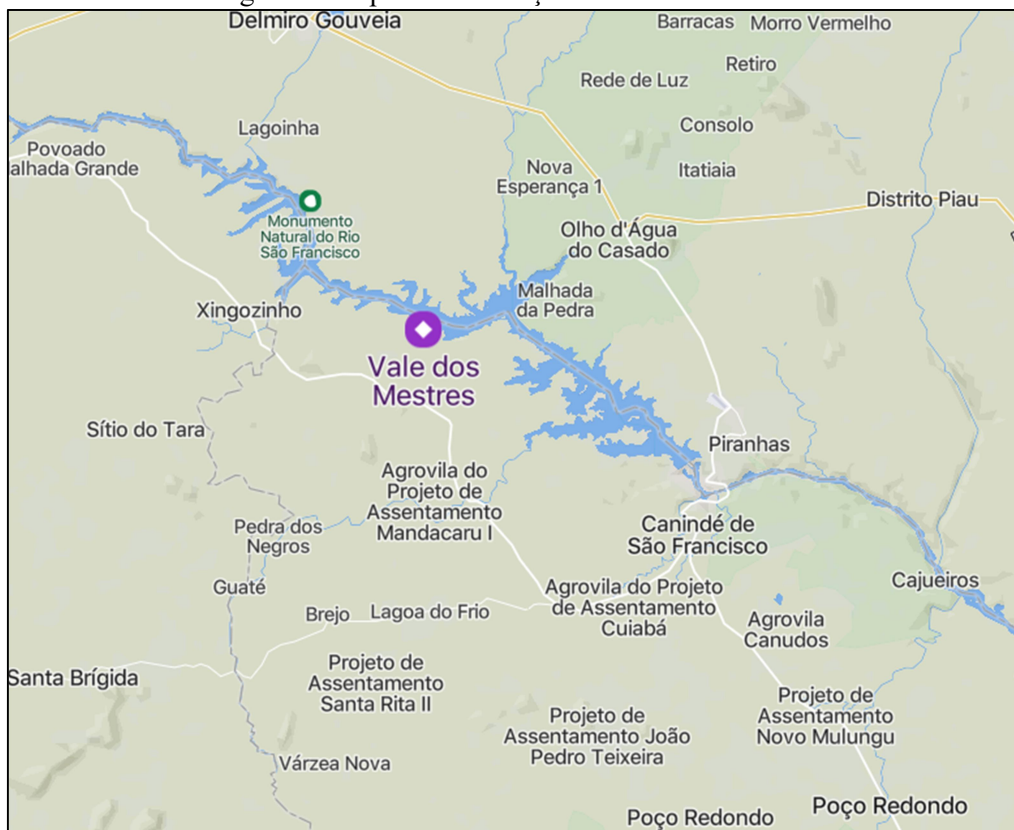 Delmiro Gouveia
Barracas
Morro Vermelho
Retiro
Rede de Luz
Lagoinha
Consolo
Povoado
alhada Grande
Nova
Esperança 1
Itatiaia
Distrito Piau
Monumento
Natural do Rio
São Francisco
Olho d'Água
do Casado
Xingozinho
Malhada
da Pedra
Vale dos
Mestres
Sítio do Tara
Piranhas
Agrovila do
Projeto de
Assentamento
Mandacaru I
Pedra dos
Negros
Canindé de
São Francisco
Guaté
Cajueiros
Agrovila do Projeto
de Assentamento
Cuiabá
Brejo
Lagoa do Frio
Agrovila
Canudos
Santa Brígida
Projeto de
Assentamento
Santa Rita II
Projeto de
Assentamento
Novo Mulungu
Projeto de
Assentamento João
Pedro Teixeira
Várzea Nova
Poço Redondo
Poço Redondo